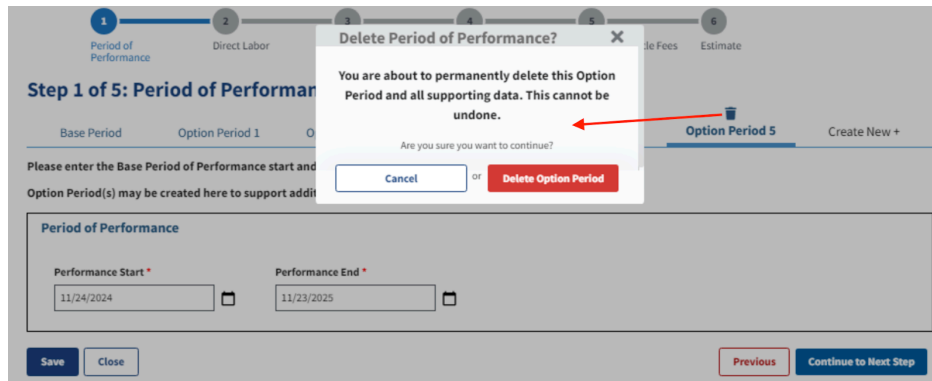 1
2
3
4
5
6
Period of
Performance
Direct Labor
Fees
Estimate
Delete Period of Performance?
You are about to permanently delete this Option
Period and all supporting data. This cannot be
undone.
Are you sure you want to continue?
Cancel
or
Delete Option Period
Step 1 of 5: Period of
Base Period
Option Period 1
Option Period 5
Create New +
Please enter the Base Period of Performance start and
Option Period(s) may be created here to support
Period of Performance
Performance Start *
Performance End *
11/24/2024
11/23/2025
Save
Close
Previous
Continue to Next Step